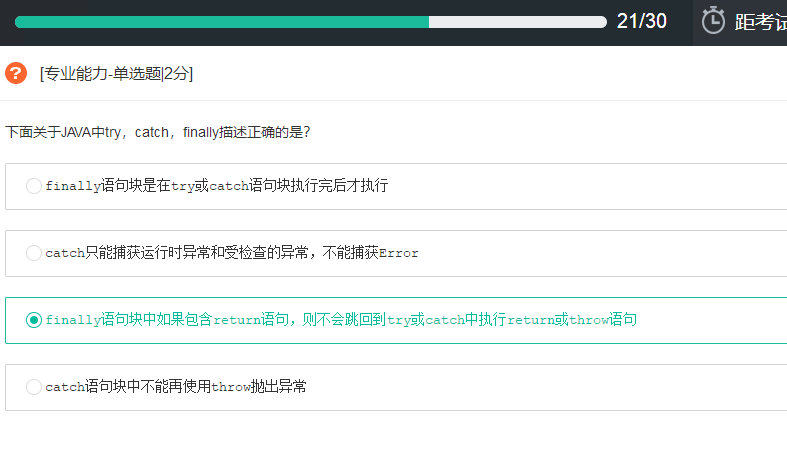 21/30
距考试
[专业能力-单选题|2分]
下面关于JAVA中try，catch，finally描述正确的是?
finally语句块是在try或catch语句块执行完后才执行
catch只能捕获运行时异常和受检查的异常，不能捕获Error
finally语句块中如果包含return语句，则不会跳回到try或catch中执行return或throw语句
catch语句块中不能再使用throw抛出异常